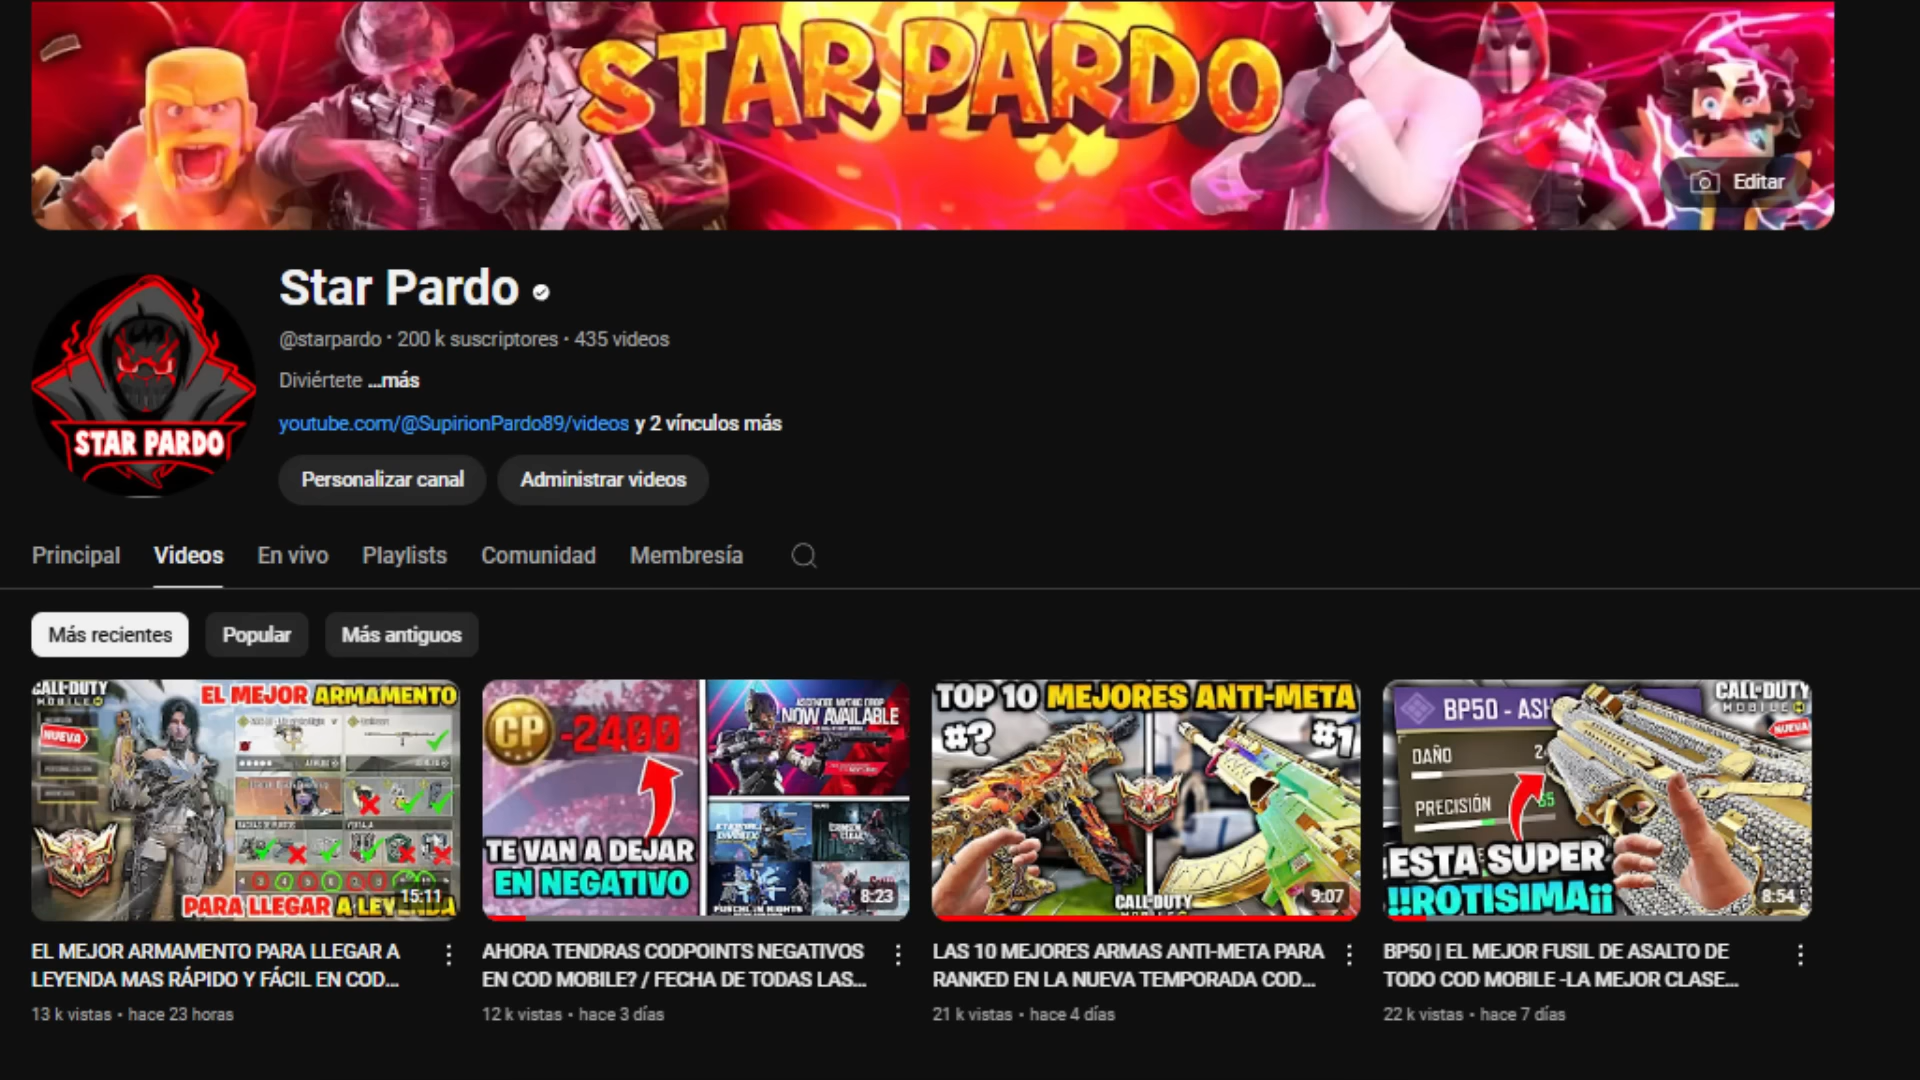 STAR PARDO
Editar
Star Pardo
@starpardo • 200 k suscriptores • 435 videos
Diviértete ...más
youtube.com/@SupirionPardo89/videos y 2 vínculos más
STAR PARDO
Personalizar canal
Administrar videos
Principal
Videos
En vivo
Playlists
Comunidad
Membresía
Más recientes
Popular
Más antiguos
CALL·DUTY
MOBILE
EL MEJOR ARMAMENTO
NUEVA
PARA LLEGAR A LEYENDA
15:11
CP -2400
NOW AVAILABLE
TE VAN A DEJAR
EN NEGATIVO
8:23
TOP 10 MEJORES ANTI-META
#?
#1
CALL·DUTY
MOBILE
9:07
BP50 - ASH
CALL·DUTY
MOBILE
NUEVA
DAÑO
PRECISIÓN
ESTA SUPER
!!ROTISIMA¡¡
8:54
EL MEJOR ARMAMENTO PARA LLEGAR A
LEYENDA MAS RÁPIDO Y FÁCIL EN COD...
13 k vistas • hace 23 horas
AHORA TENDRAS CODPOINTS NEGATIVOS
EN COD MOBILE? / FECHA DE TODAS LAS...
12 k vistas • hace 3 días
LAS 10 MEJORES ARMAS ANTI-META PARA
RANKED EN LA NUEVA TEMPORADA COD...
21 k vistas • hace 4 días
BP50 | EL MEJOR FUSIL DE ASALTO DE
TODO COD MOBILE -LA MEJOR CLASE...
22 k vistas • hace 7 días